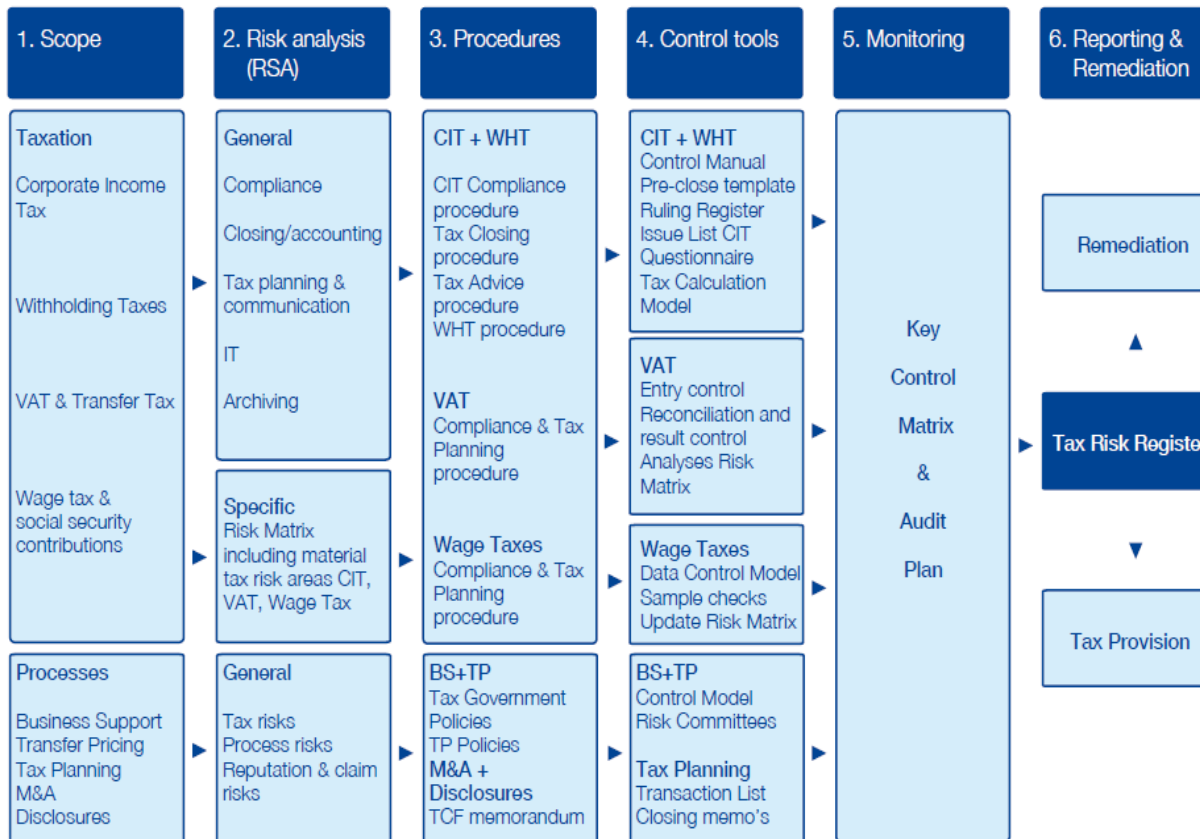 1. Scope
2. Risk analysis
(RSA)
3. Procedures
4. Control tools
5. Monitoring
6. Reporting &
Remediation
Taxation
Corporate Income
Tax
Withholding Taxes
VAT & Transfer Tax
Wage tax &
social security
contributions
Processes
Business Support
Transfer Pricing
Tax Planning
M&A
Disclosures
General
Compliance
Closing/accounting
Tax planning &
communication
IT
Archiving
Specific
Risk Matrix
including material
tax risk areas CIT,
VAT, Wage Tax
General
Tax risks
Process risks
Reputation & claim
risks
CIT + WHT
CIT Compliance
procedure
Tax Closing
procedure
Tax Advice
procedure
WHT procedure
VAT
Compliance & Tax
Planning
procedure
Wage Taxes
Compliance & Tax
Planning
procedure
BS+TP
Tax Government
Policies
TP Policies
M&A +
Disclosures
TCF memorandum
CIT + WHT
Control Manual
Pre-close template
Ruling Register
Issue List CIT
Questionnaire
Tax Calculation
Model
VAT
Entry control
Reconciliation and
result control
Analyses Risk
Matrix
Wage Taxes
Data Control Model
Sample checks
Update Risk Matrix
BS+TP
Control Model
Risk Committees
Tax Planning
Transaction List
Closing memo's
Key
Control
Matrix
&
Audit
Plan
Remediation
Tax Risk Registe
Tax Provision